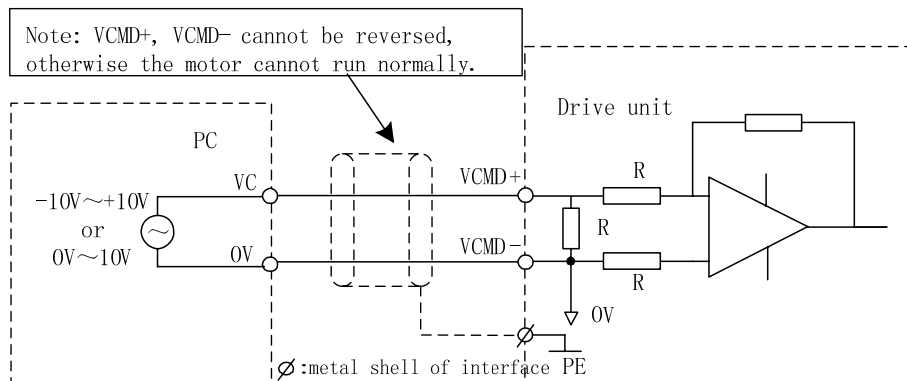 Note: VCMD+, VCMD- cannot be reversed,
otherwise the motor cannot run normally.
Drive unit
PC
VC
VCMD+
R
-10V～+10V
or
0V～10V
～
R
0V
VCMD-
R
0V
:metal shell of interface
PE